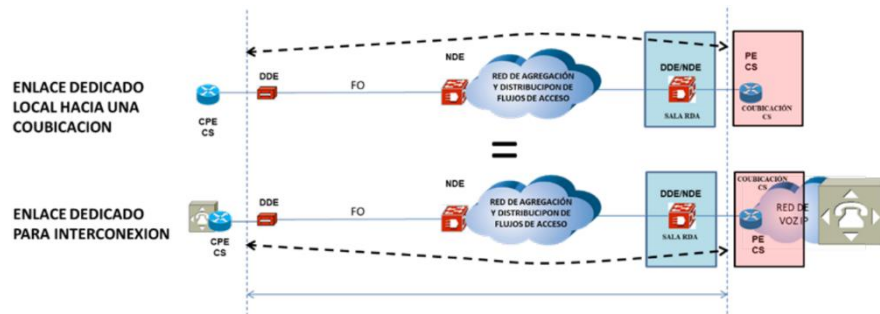 ENLACE DEDICADO
LOCAL HACIA UNA
COUBICACION
CPE
CS
DDE
FO
NDE
RED DE AGREGACIÓN
Y DISTRIBUCIPON DE
FLUJOS DE ACCESO
DDE/NDE
SALA RDA
PE
CS
COUBICACIÓN
CS
=
ENLACE DEDICADO
PARA INTERCONEXION
CPE
CS
DDE
FO
NDE
RED DE AGREGACIÓN
Y DISTRIBUCIPON DE
FLUJOS DE ACCESO
DDE/NDE
SALA RDA
COUBICACIÓN
CS
PE
CS
RED DE
VOZ IP